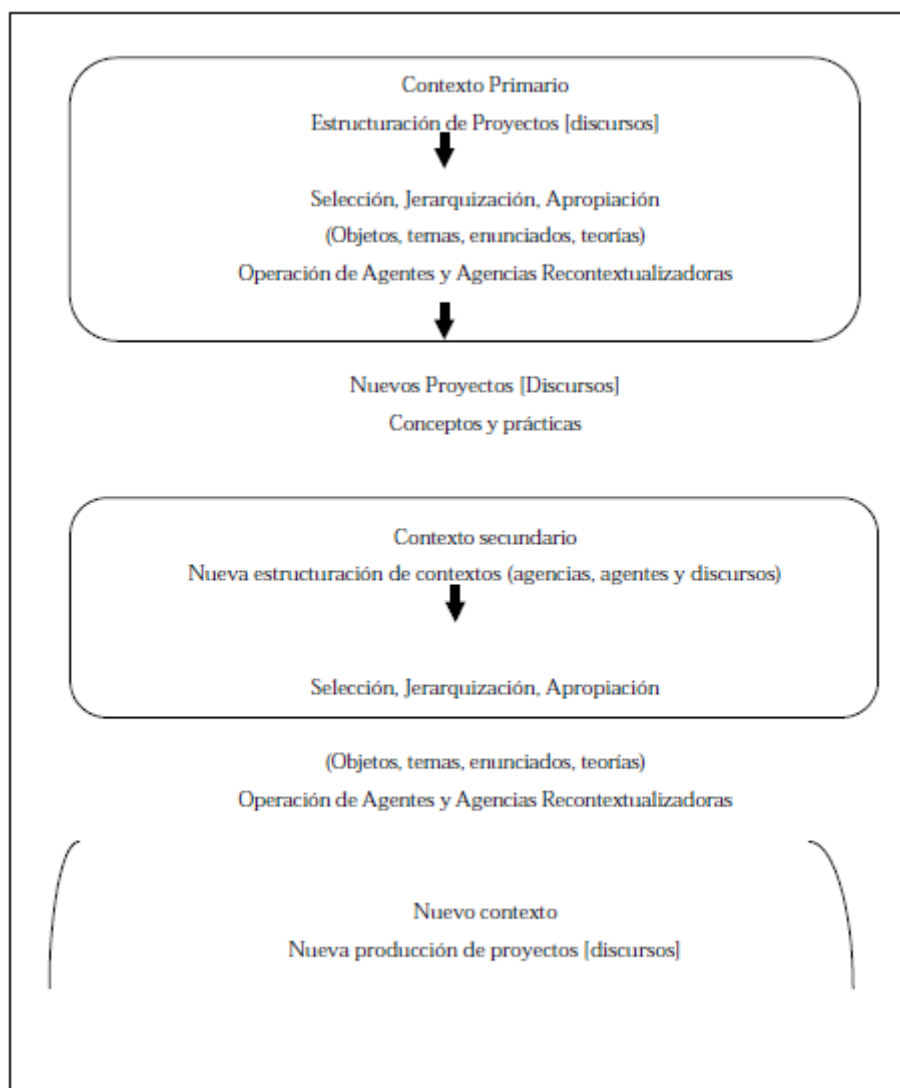 Contexto Primario
Estructuración de Proyectos [discursos]
Selección, Jerarquización, Apropiación
(Objetos, temas, enunciados, teorías)
Operación de Agentes y Agencias Recontextualizadoras
Nuevos Proyectos [Discursos]
Conceptos y prácticas
Contexto secundario
Nueva estructuración de contextos (agencias, agentes y discursos)
Selección, Jerarquización, Apropiación
(Objetos, temas, enunciados, teorías)
Operación de Agentes y Agencias Recontextualizadoras
Nuevo contexto
Nueva producción de proyectos [discursos]